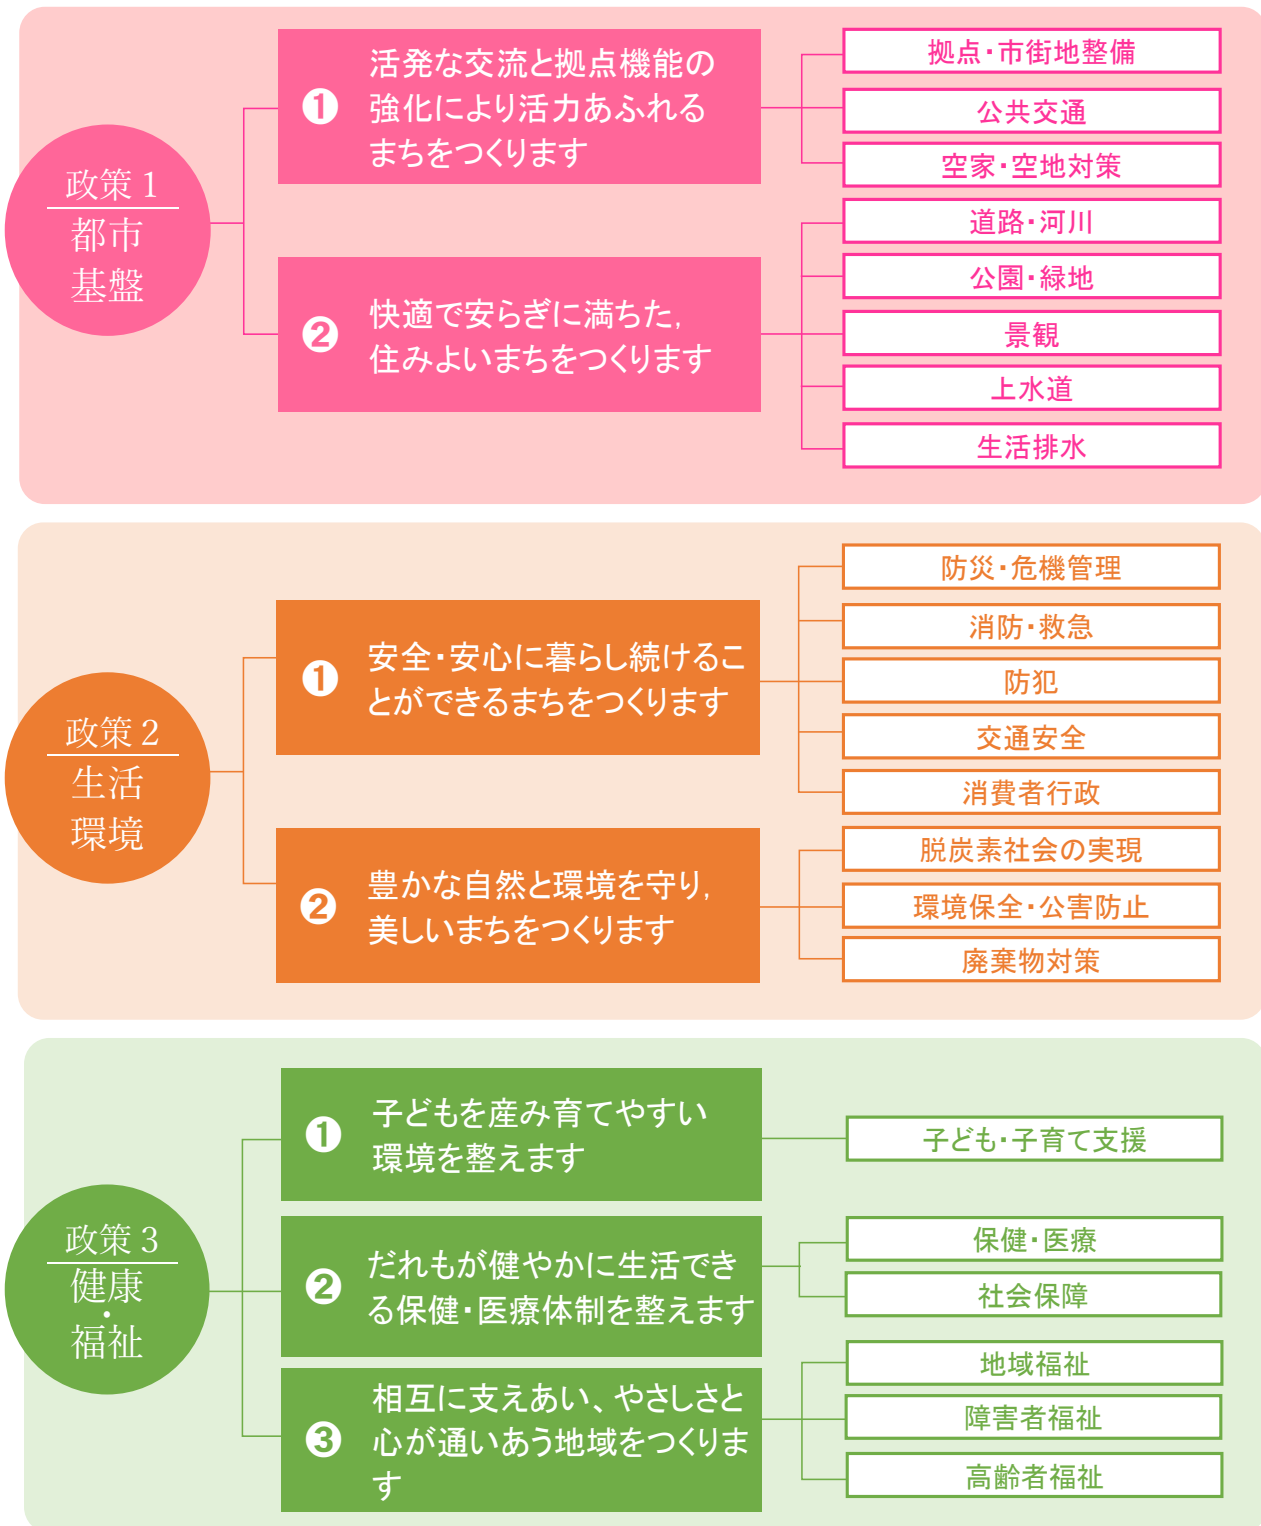 政策1
都市
基盤
❶
活発な交流と拠点機能の
強化により活力あふれる
まちをつくります
拠点・市街地整備
公共交通
空家・空地対策
❷
快適で安らぎに満ちた,
住みよいまちをつくります
道路・河川
公園・緑地
景観
上水道
生活排水
政策2
生活
環境
❶
安全・安心に暮らし続けるこ
とができるまちをつくります
防災・危機管理
消防・救急
防犯
交通安全
消費者行政
❷
豊かな自然と環境を守り,
美しいまちをつくります
脱炭素社会の実現
環境保全・公害防止
廃棄物対策
政策3
健康
・
福祉
❶
子どもを産み育てやすい
環境を整えます
子ども・子育て支援
❷
だれもが健やかに生活でき
る保健・医療体制を整えます
保健・医療
社会保障
❸
相互に支えあい、やさしさと
心が通いあう地域をつくりま
す
地域福祉
障害者福祉
高齢者福祉